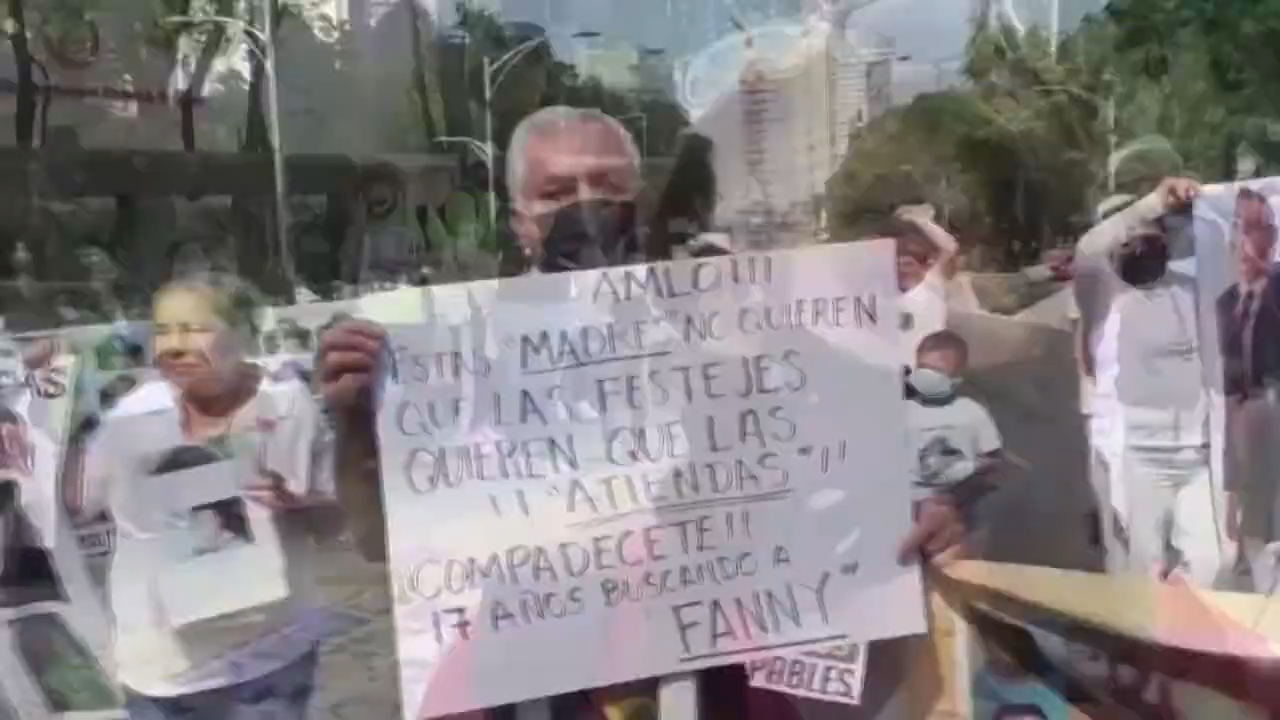 AMLO!!!
ESTAS "MADRE" NO QUIEREN
QUE LAS FESTEJES
QUIEREN QUE LAS
!! "ATIENDAS" !!
COMPADECETE!!
17 AÑOS BUSCANDO A
FANNY"
PABLES.